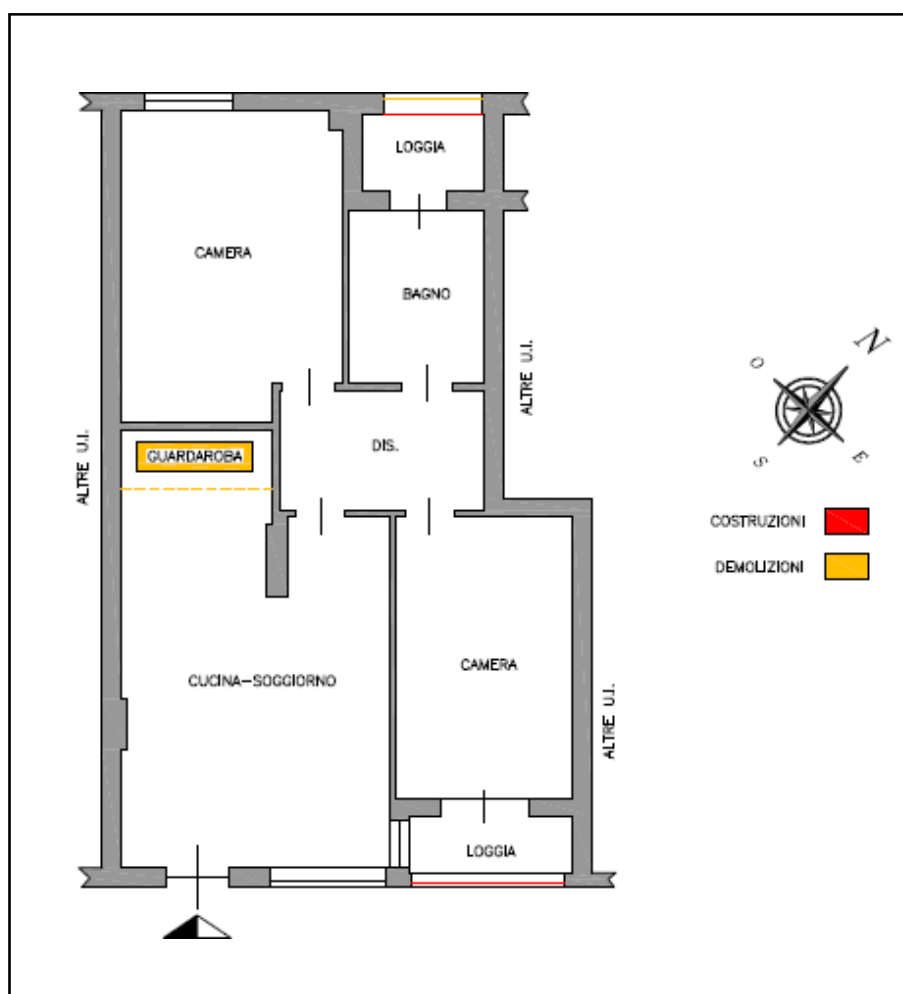 LOGGIA
CAMERA
BAGNO
ALTRE U.I.
N
O
S
E
DIS.
ALTRE U.I.
GUARDAROBA
COSTRUZIONI
DEMOLIZIONI
CAMERA
CUCINA-SOGGIORNO
ALTRE U.I.
LOGGIA